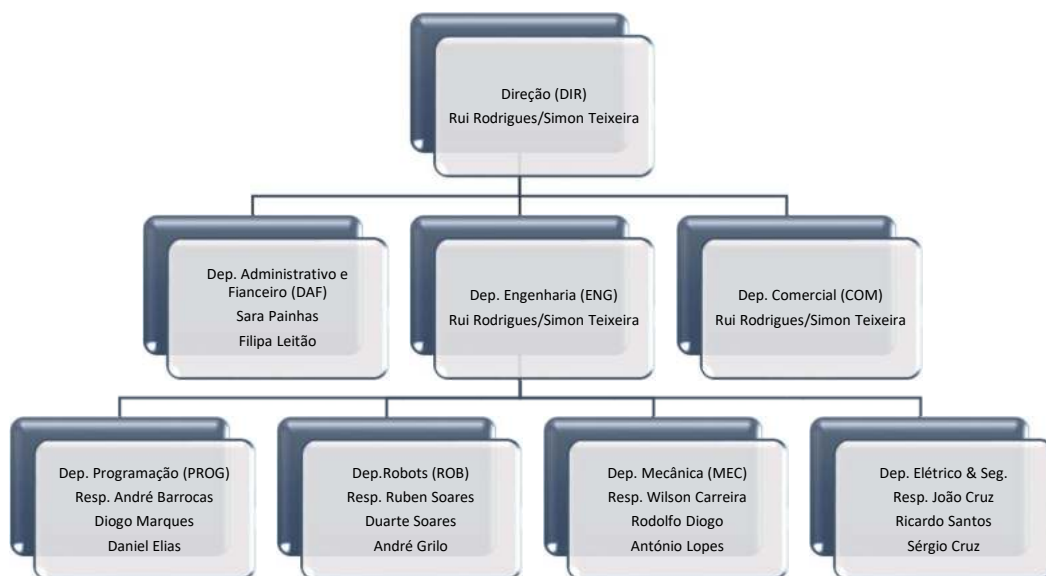 Direção (DIR)
Rui Rodrigues/Simon Teixeira
Dep. Administrativo e
Fianceiro (DAF)
Sara Painhas
Filipa Leitão
Dep. Engenharia (ENG)
Rui Rodrigues/Simon Teixeira
Dep. Comercial (COM)
Rui Rodrigues/Simon Teixeira
Dep. Programação (PROG)
Resp. André Barrocas
Diogo Marques
Daniel Elias
Dep.Robots (ROB)
Resp. Ruben Soares
Duarte Soares
André Grilo
Dep. Mecânica (MEC)
Resp. Wilson Carreira
Rodolfo Diogo
António Lopes
Dep. Elétrico & Seg.
Resp. João Cruz
Ricardo Santos
Sérgio Cruz